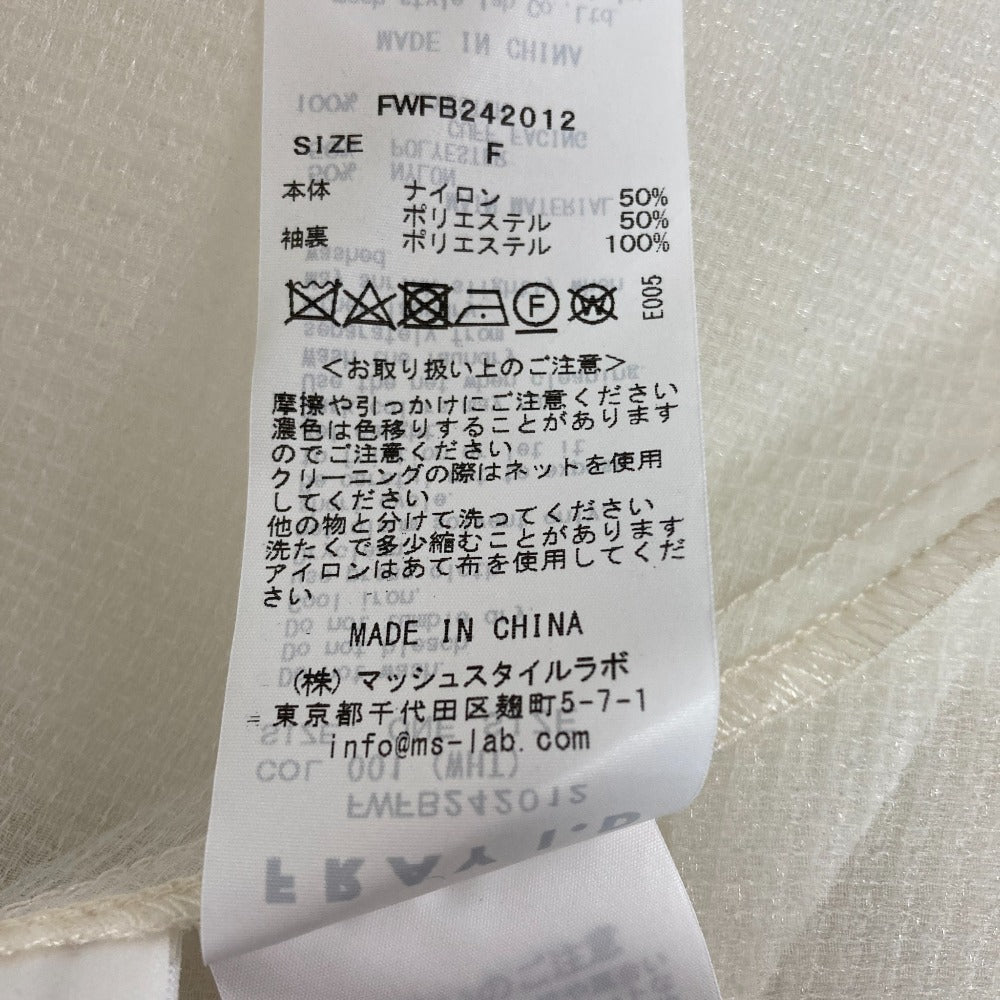 FWFB242012
SIZE F
本体 ナイロン 50%
ポリエステル 50%
袖裏 ポリエステル 100%
F
W
E005
<お取り扱い上のご注意>
摩擦や引っかけにご注意ください
濃色は色移りすることがあります
のでご注意ください
クリーニングの際はネットを使用
してください
他の物と分けて洗ってください
洗たくで多少縮むことがあります
アイロンはあて布を使用してくだ
さい
MADE IN CHINA
(株)マッシュスタイルラボ
東京都千代田区麹町5-7-1
info@ms-lab.com